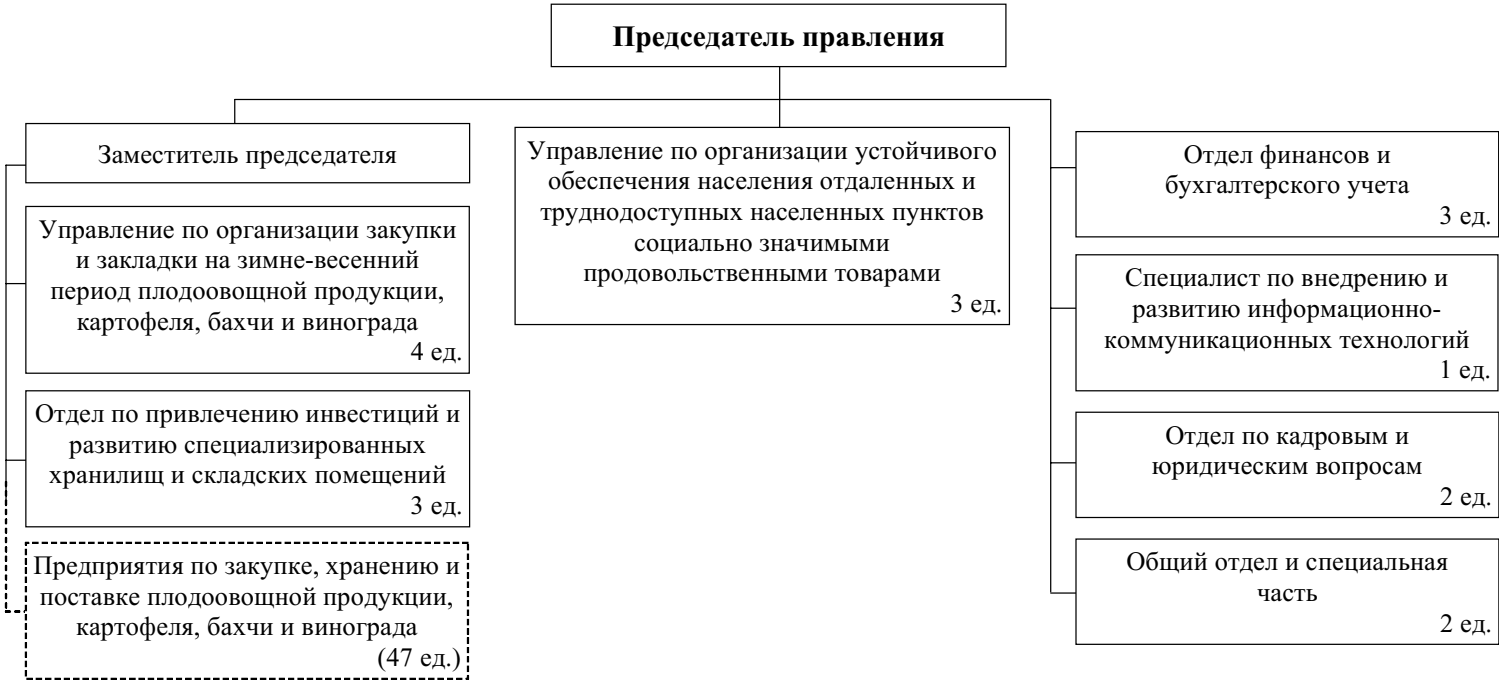 Председатель правления
Заместитель председателя
Управление по организации закупки
и закладки на зимне-весенний
период плодоовощной продукции,
картофеля, бахчи и винограда
4 ед.
Отдел по привлечению инвестиций и
развитию специализированных
хранилищ и складских помещений
3 ед.
Предприятия по закупке, хранению и
поставке плодоовощной продукции,
картофеля, бахчи и винограда
(47 ед.)
Управление по организации устойчивого
обеспечения населения отдаленных и
труднодоступных населенных пунктов
социально значимыми
продовольственными товарами
3 ед.
Отдел финансов и
бухгалтерского учета
3 ед.
Специалист по внедрению и
развитию информационно-
коммуникационных технологий
1 ед.
Отдел по кадровым и
юридическим вопросам
2 ед.
Общий отдел и специальная
часть
2 ед.